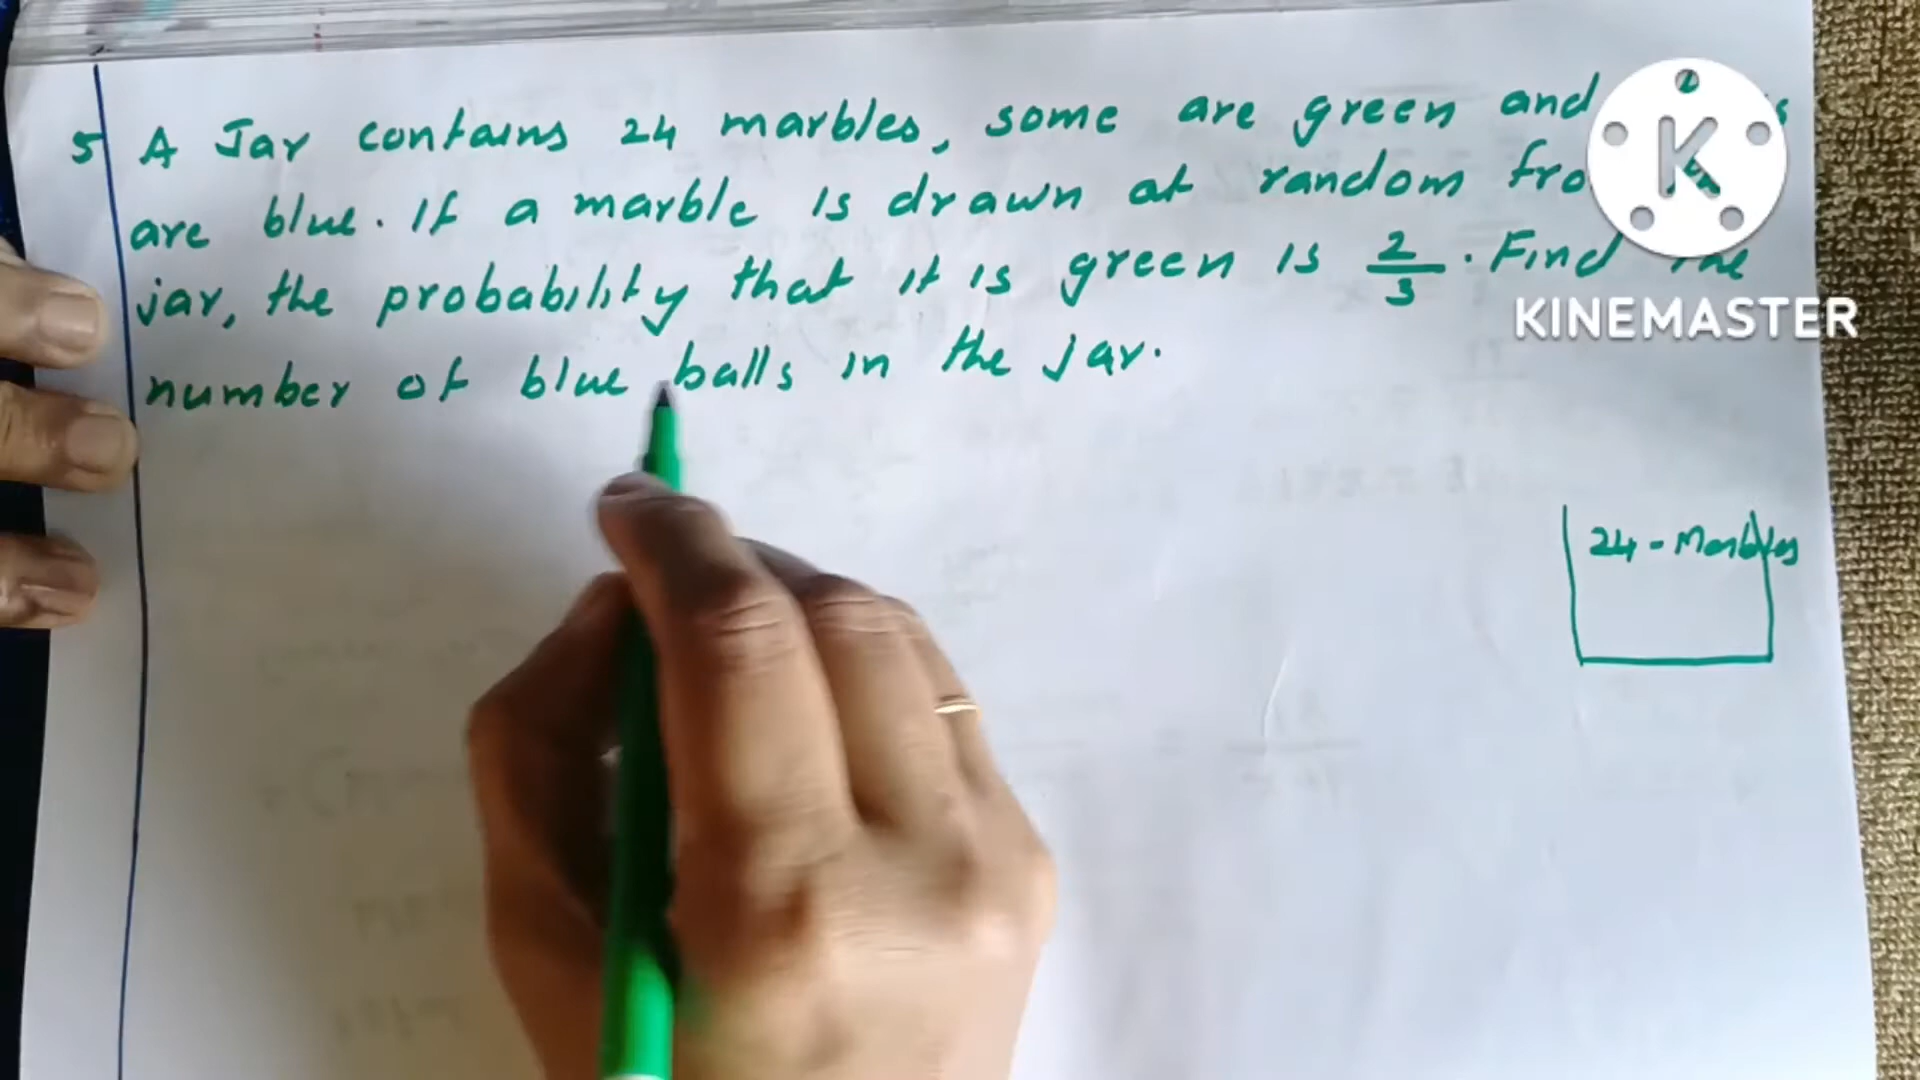 5 A Jar contains 24 marbles, some are green and
are blue. If a marble is drawn at random
jar, the probability that it is green is 2/3. Find the
number of blue balls in the jar.
KINEMASTER
24 - Marbles